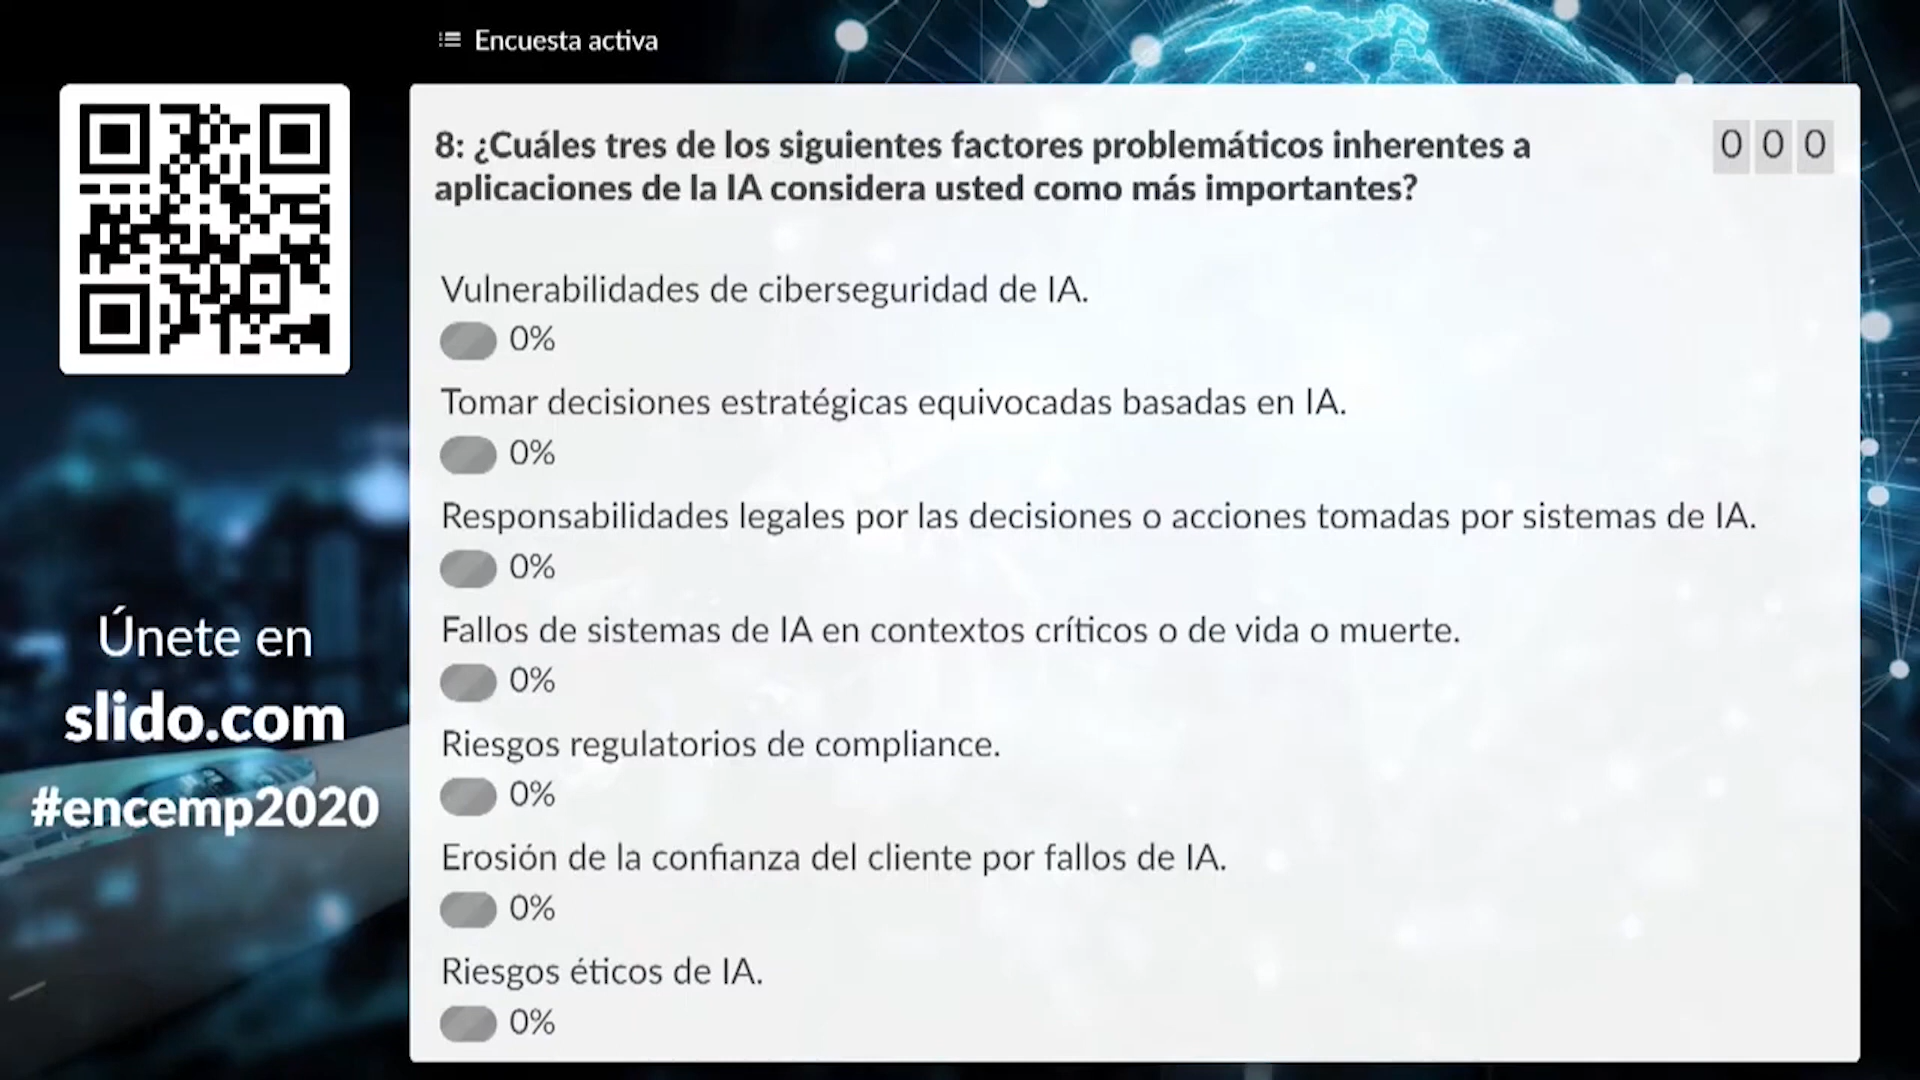 Encuesta activa
8: ¿Cuáles tres de los siguientes factores problemáticos inherentes a
aplicaciones de la IA considera usted como más importantes?
0 0 0
Vulnerabilidades de ciberseguridad de IA.
0%
Tomar decisiones estratégicas equivocadas basadas en IA.
0%
Responsabilidades legales por las decisiones o acciones tomadas por sistemas de IA.
0%
Fallos de sistemas de IA en contextos críticos o de vida o muerte.
0%
Riesgos regulatorios de compliance.
0%
Erosión de la confianza del cliente por fallos de IA.
0%
Riesgos éticos de IA.
0%
Únete en
slido.com
#encemp2020